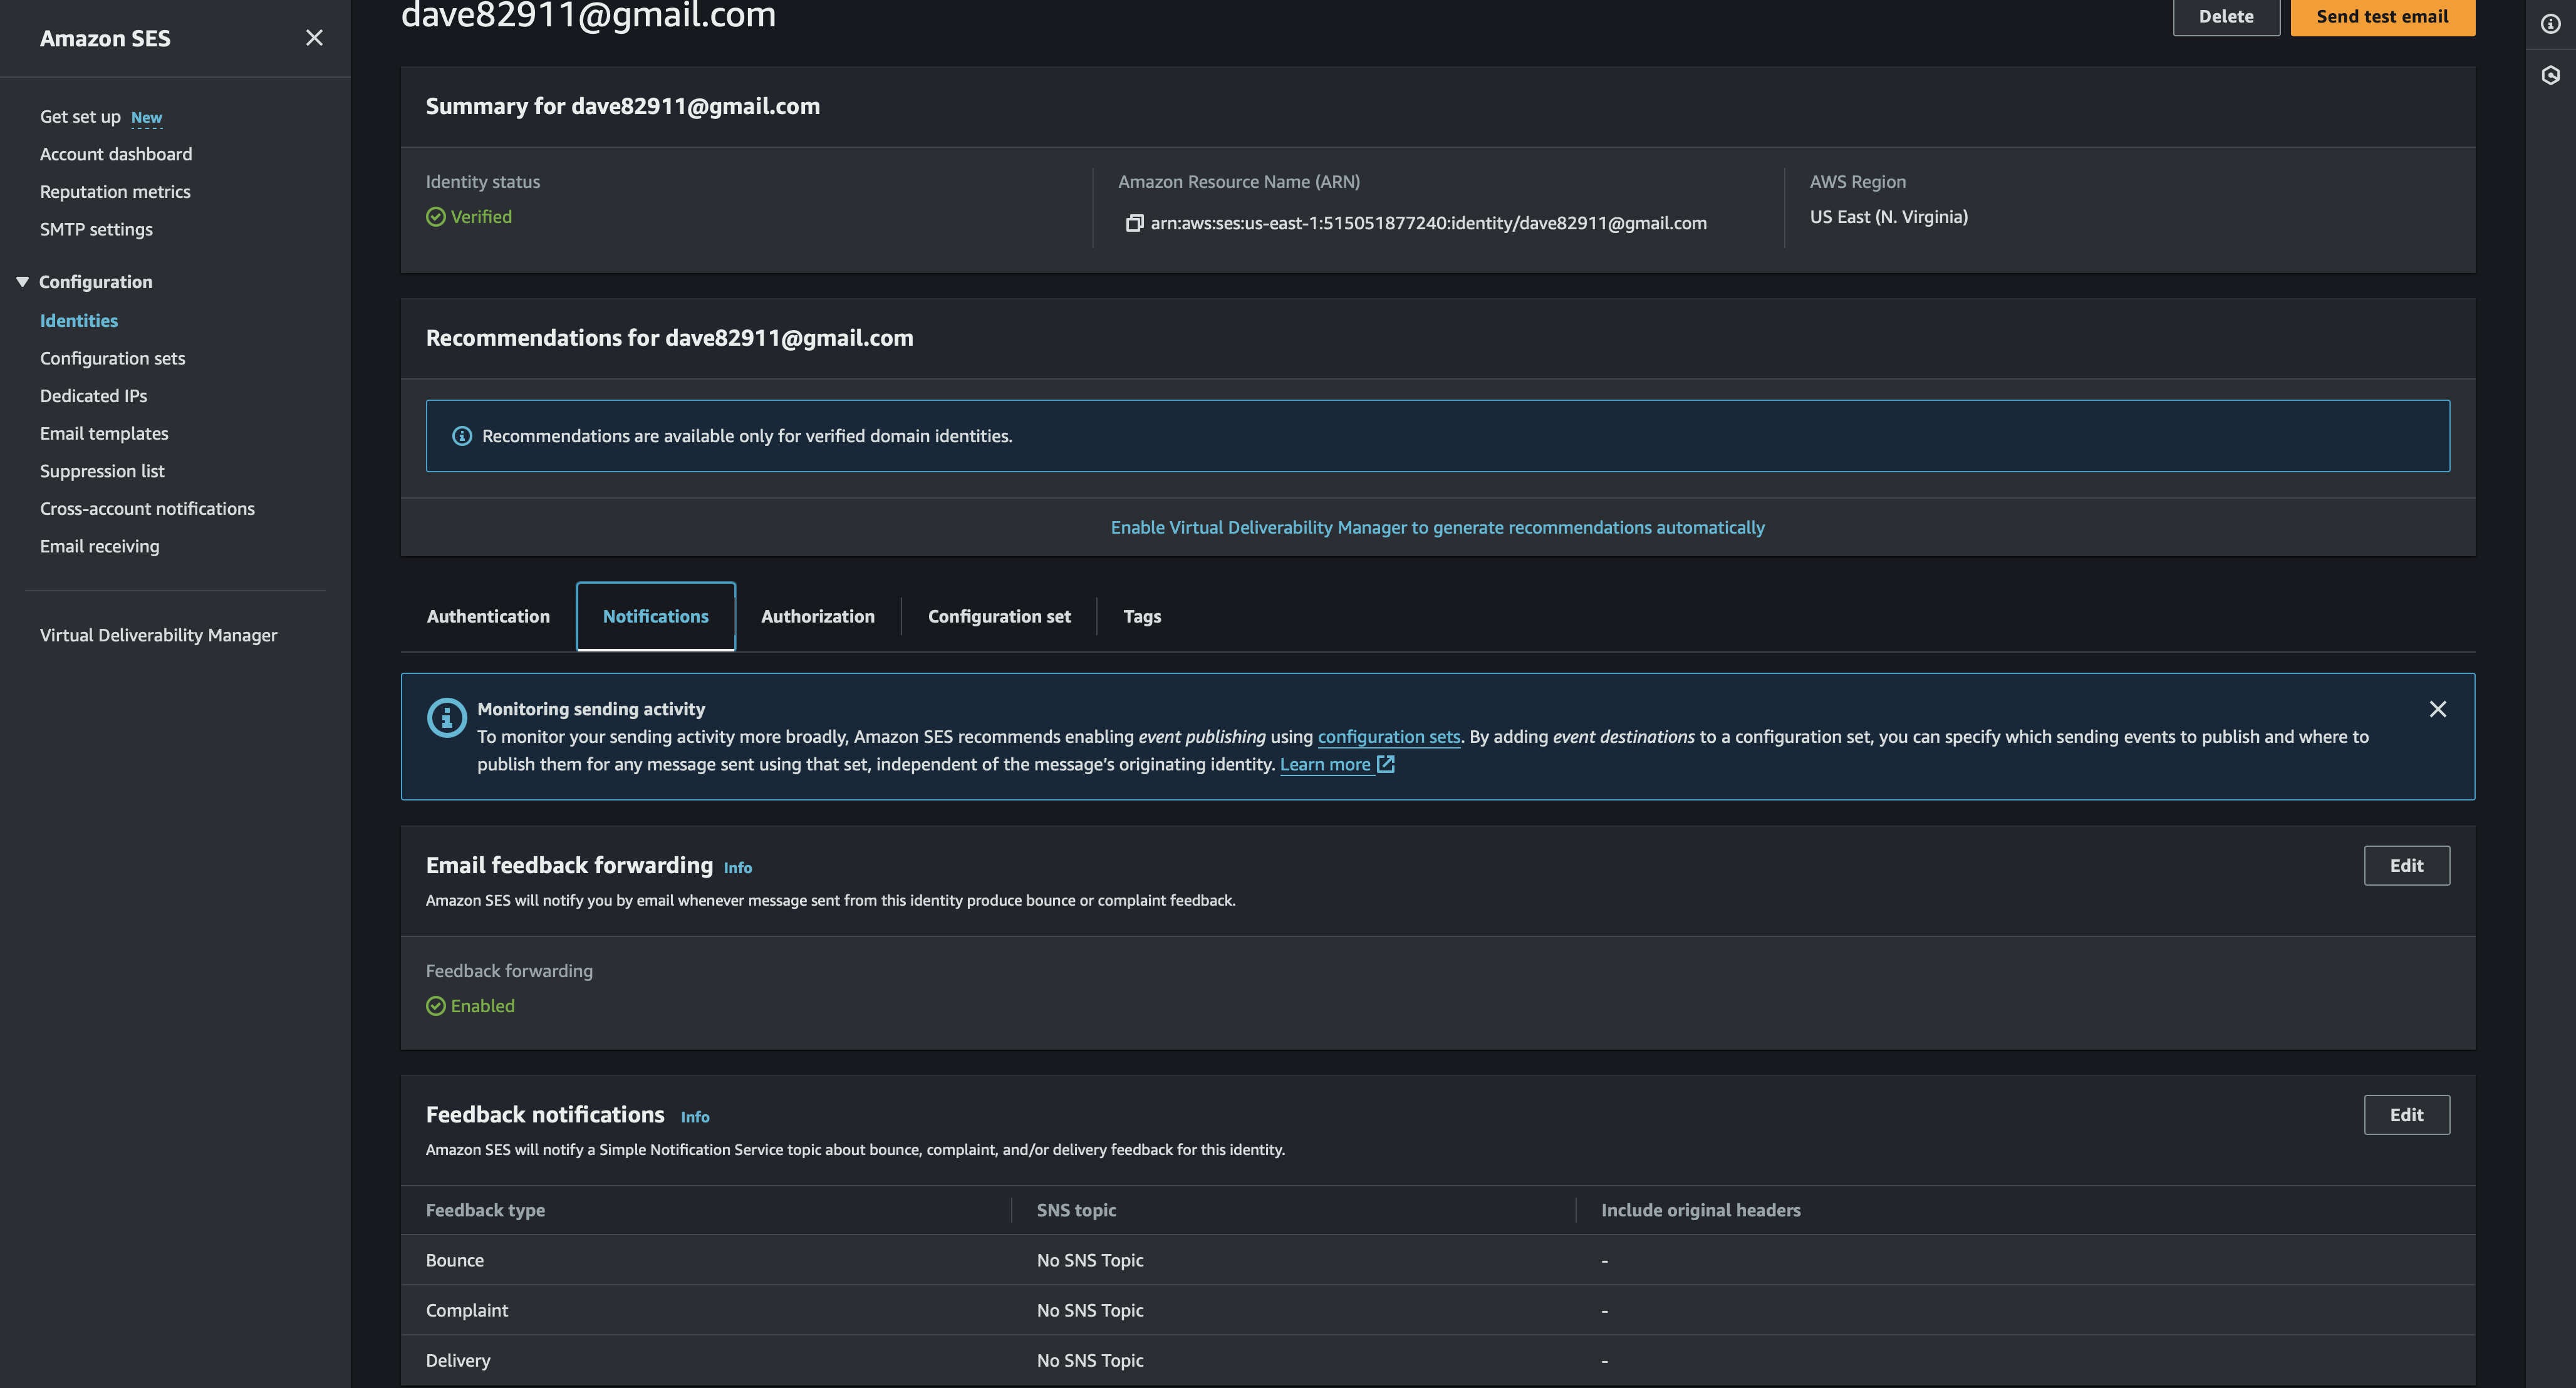 dave82911@gmail.com
Delete
Send test email
Amazon SES
Get set up New
Account dashboard
Reputation metrics
SMTP settings
Configuration
Identities
Configuration sets
Dedicated IPs
Email templates
Suppression list
Cross-account notifications
Email receiving
Virtual Deliverability Manager
Summary for dave82911@gmail.com
Identity status
Verified
Amazon Resource Name (ARN)
arn:aws:ses:us-east-1:515051877240:identity/dave82911@gmail.com
AWS Region
US East (N. Virginia)
Recommendations for dave82911@gmail.com
Recommendations are available only for verified domain identities.
Enable Virtual Deliverability Manager to generate recommendations automatically
Authentication
Notifications
Authorization
Configuration set
Tags
Monitoring sending activity
To monitor your sending activity more broadly, Amazon SES recommends enabling event publishing using configuration sets. By adding event destinations to a configuration set, you can specify which sending events to publish and where to
publish them for any message sent using that set, independent of the message's originating identity. Learn more
Email feedback forwarding Info
Edit
Amazon SES will notify you by email whenever message sent from this identity produce bounce or complaint feedback.
Feedback forwarding
Enabled
Feedback notifications Info
Edit
Amazon SES will notify a Simple Notification Service topic about bounce, complaint, and/or delivery feedback for this identity.
Feedback type SNS topic Include original headers
Bounce No SNS Topic -
Complaint No SNS Topic -
Delivery No SNS Topic -